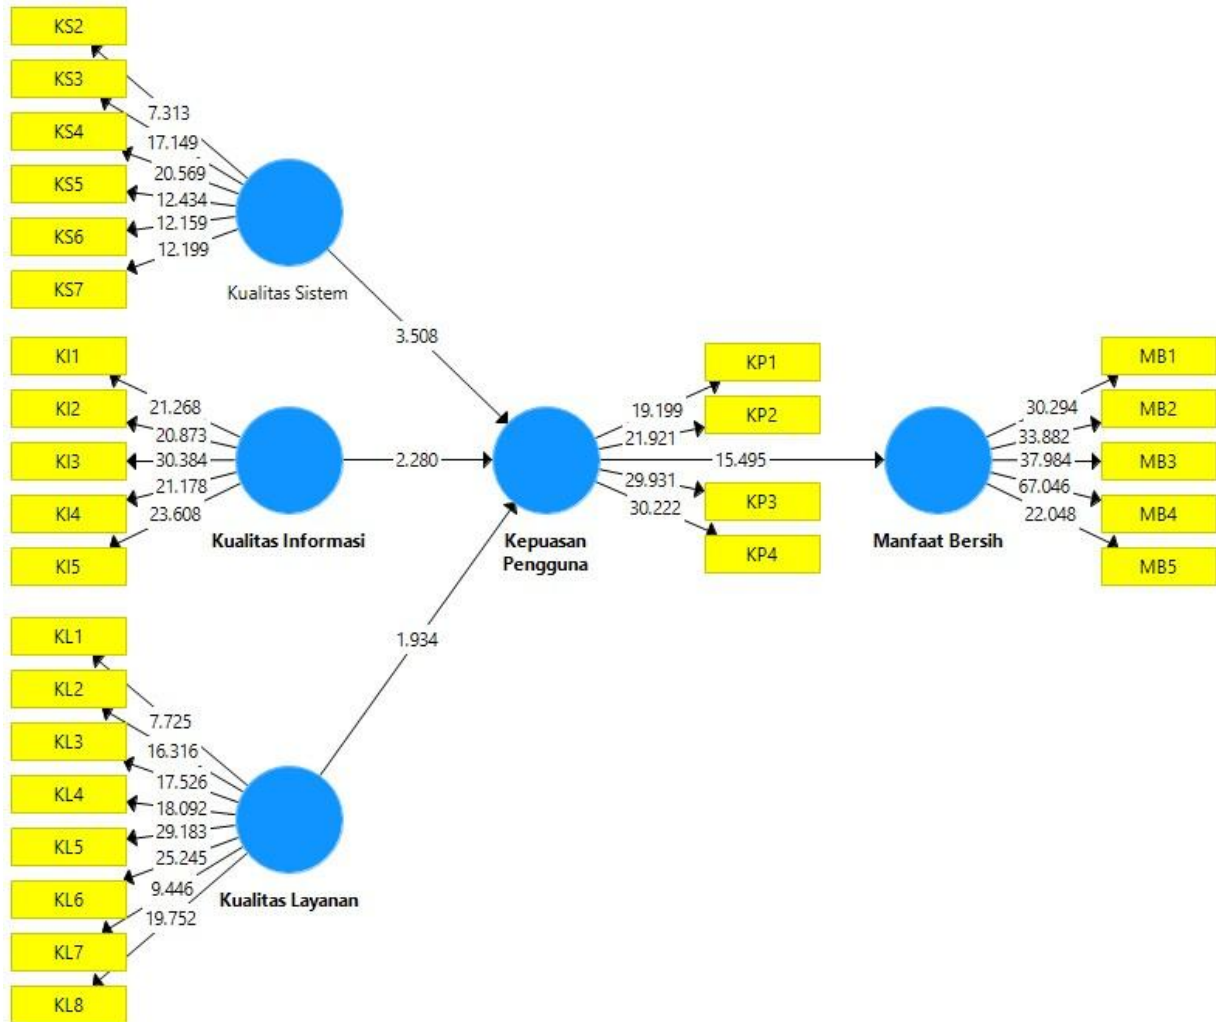 KS2
KS3
KS4
KS5
KS6
KS7
7.313
17.149
20.569
12.434
12.159
12.199
Kualitas Sistem
3.508
KI1
KI2
KI3
KI4
KI5
21.268
20.873
30.384
21.178
23.608
Kualitas Informasi
2.280
KL1
KL2
KL3
KL4
KL5
KL6
KL7
KL8
7.725
16.316
17.526
18.092
29.183
25.245
9.446
19.752
Kualitas Layanan
1.934
Kepuasan
Pengguna
19.199
21.921
29.931
30.222
KP1
KP2
KP3
KP4
15.495
Manfaat Bersih
30.294
33.882
37.984
67.046
22.048
MB1
MB2
MB3
MB4
MB5